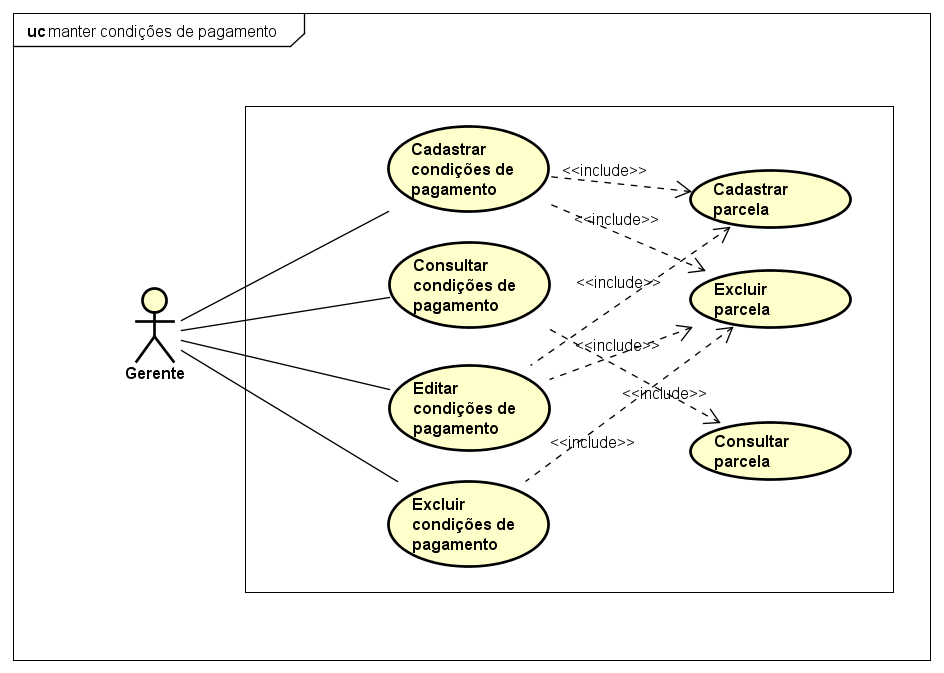 uc manter condições de pagamento
Cadastrar
condições de
pagamento
<<include>>
Cadastrar
parcela
<<include>>
Consultar
condições de
pagamento
<<include>>
Excluir
parcela
<<include>>
Gerente
Editar
condições de
pagamento
<<include>>
<<include>>
Consultar
parcela
Excluir
condições de
pagamento